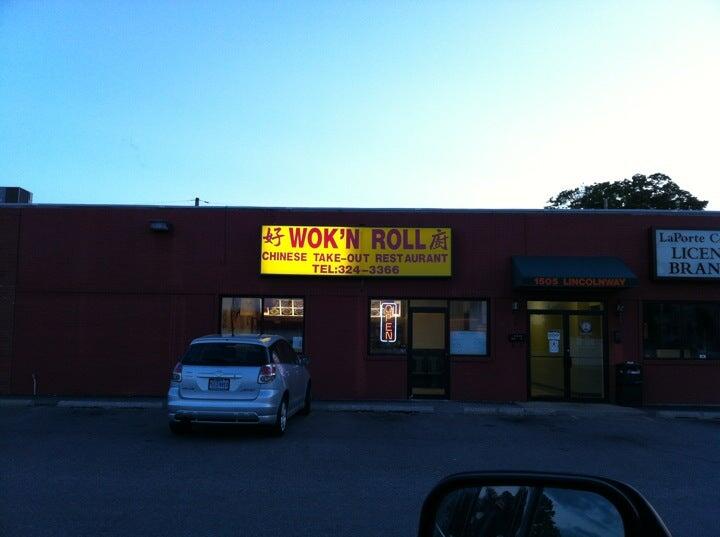 好 WOK'N ROLL 廚
CHINESE TAKE-OUT RESTAURANT
TEL:324-3366
OPEN
1505 LINCOLNWAY
LaPorte C
LICEN
BRAN